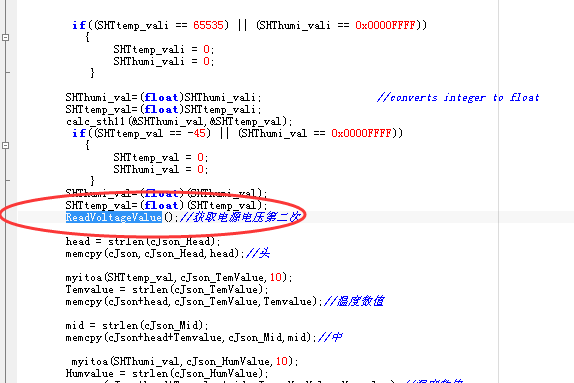 if((SHTtemp_vali == 65535) || (SHThumi_vali == 0x0000FFFF))
{
SHTtemp_vali = 0;
SHThumi_vali = 0;
}
SHThumi_val=(float)SHThumi_vali; //converts integer to float
SHTtemp_val=(float)SHTtemp_vali;
calc_sth11(&SHThumi_val,&SHTtemp_val);
if((SHTtemp_val == -45) || (SHThumi_val == 0x0000FFFF))
{
SHTtemp_val = 0;
SHThumi_val = 0;
}
SHThumi_val=(float)(SHThumi_val);
SHTtemp_val=(float)(SHTtemp_val);
ReadVoltageValue();//获取电源电压第二次
head = strlen(cJson_Head);
memcpy(cJson,cJson_Head,head);//头
myitoa(SHTtemp_val,cJson_TemValue,10);
Temvalue = strlen(cJson_TemValue);
memcpy(cJson+head,cJson_TemValue,Temvalue);//温度数值
mid = strlen(cJson_Mid);
memcpy(cJson+head+Temvalue,cJson_Mid,mid);//中
myitoa(SHThumi_val,cJson_HumValue,10);
Humvalue = strlen(cJson_HumValue);